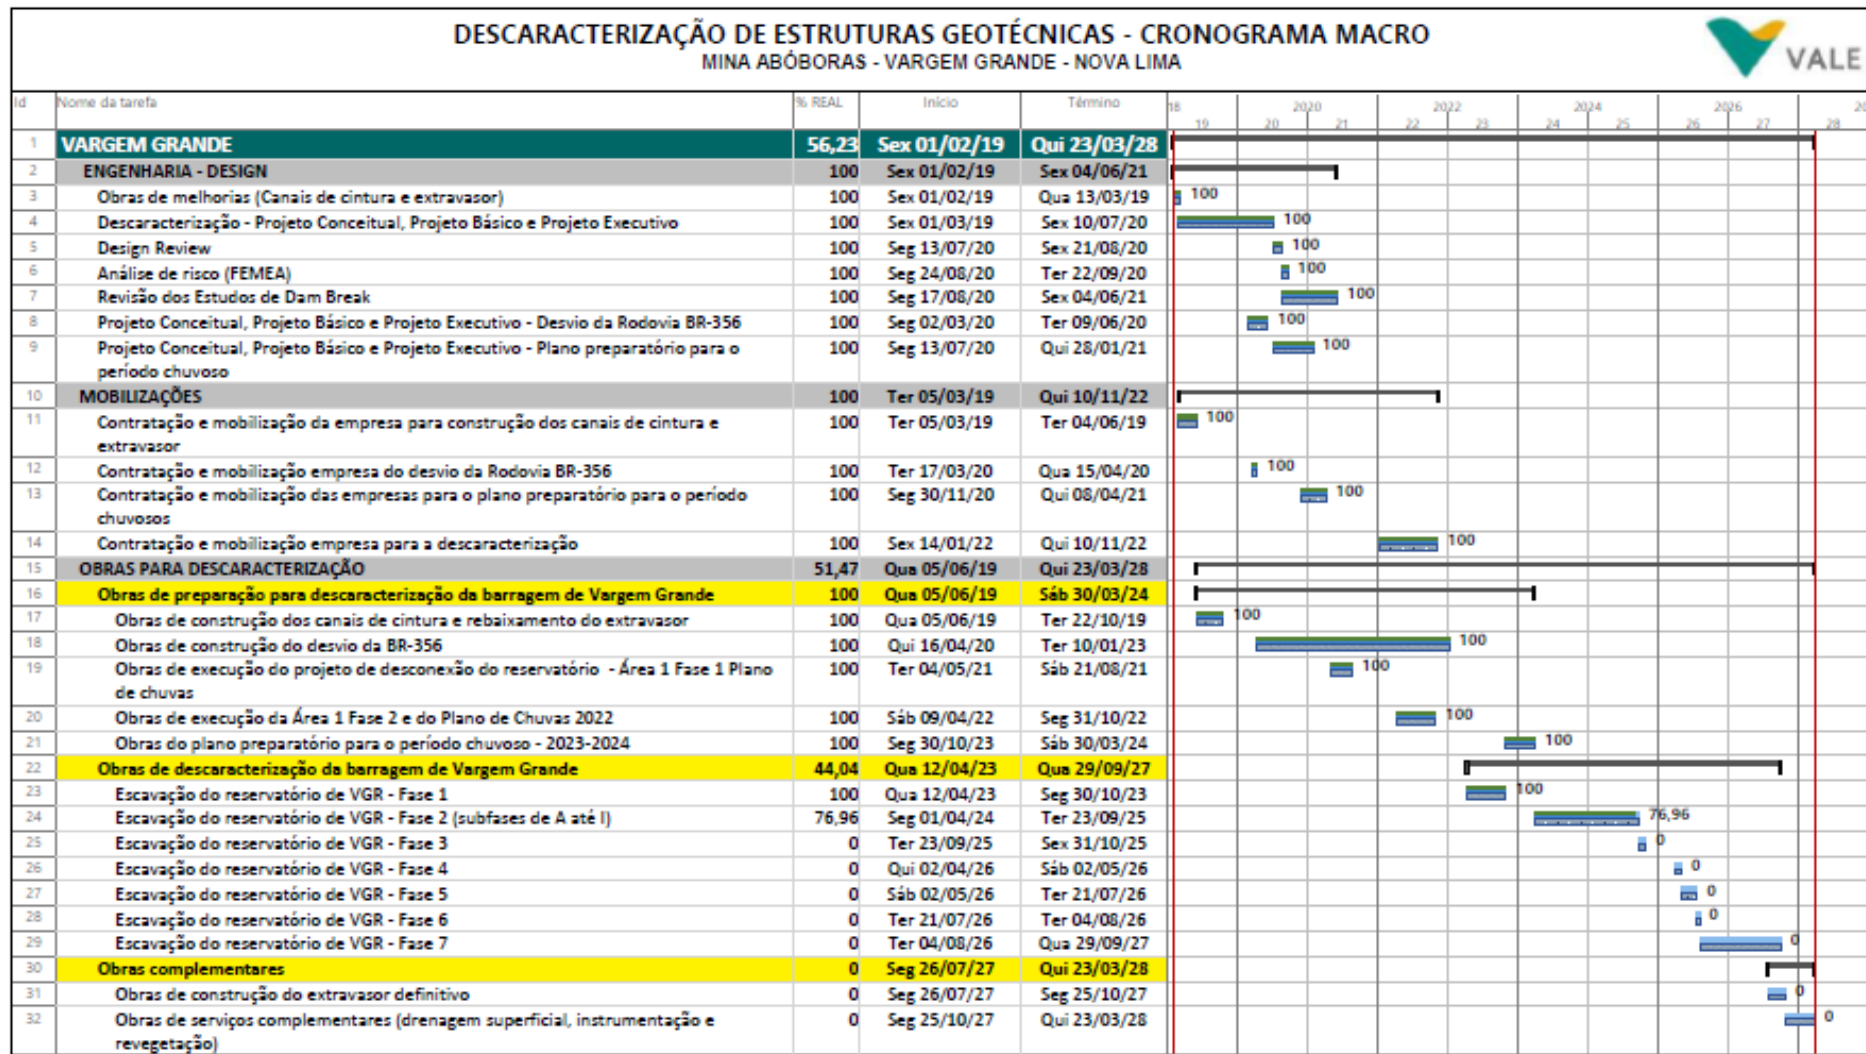 DESCARACTERIZAÇÃO DE ESTRUTURAS GEOTÉCNICAS - CRONOGRAMA MACRO
MINA ABÓBORAS - VARGEM GRANDE - NOVA LIMA
VALE
Id Nome da tarefa % REAL Início Término 18 2020 2022 2024 2026 20
19 20 21 22 23 24 25 26 27 28
1 VARGEM GRANDE 56,23 Sex 01/02/19 Qui 23/03/28
2 ENGENHARIA - DESIGN 100 Sex 01/02/19 Sex 04/06/21
3 Obras de melhorias (Canais de cintura e extravasor) 100 Sex 01/02/19 Qua 13/03/19 100
4 Descaracterização - Projeto Conceitual, Projeto Básico e Projeto Executivo 100 Sex 01/03/19 Sex 10/07/20 100
5 Design Review 100 Seg 13/07/20 Sex 21/08/20 100
6 Análise de risco (FEMEA) 100 Seg 24/08/20 Ter 22/09/20 100
7 Revisão dos Estudos de Dam Break 100 Seg 17/08/20 Sex 04/06/21 100
8 Projeto Conceitual, Projeto Básico e Projeto Executivo - Desvio da Rodovia BR-356 100 Seg 02/03/20 Ter 09/06/20 100
9 Projeto Conceitual, Projeto Básico e Projeto Executivo - Plano preparatório para o 100 Seg 13/07/20 Qui 28/01/21 100
período chuvoso
10 MOBILIZAÇÕES 100 Ter 05/03/19 Qui 10/11/22
11 Contratação e mobilização da empresa para construção dos canais de cintura e 100 Ter 05/03/19 Ter 04/06/19 100
extravasor
12 Contratação e mobilização empresa do desvio da Rodovia BR-356 100 Ter 17/03/20 Qua 15/04/20 100
13 Contratação e mobilização das empresas para o plano preparatório para o período 100 Seg 30/11/20 Qui 08/04/21 100
chuvosos
14 Contratação e mobilização empresa para a descaracterização 100 Sex 14/01/22 Qui 10/11/22 100
15 OBRAS PARA DESCARACTERIZAÇÃO 51,47 Qua 05/06/19 Qui 23/03/28
16 Obras de preparação para descaracterização da barragem de Vargem Grande 100 Qua 05/06/19 Sáb 30/03/24
17 Obras de construção dos canais de cintura e rebaixamento do extravasor 100 Qua 05/06/19 Ter 22/10/19 100
18 Obras de construção do desvio da BR-356 100 Qui 16/04/20 Ter 10/01/23 100
19 Obras de execução do projeto de desconexão do reservatório - Área 1 Fase 1 Plano 100 Ter 04/05/21 Sáb 21/08/21 100
de chuvas
20 Obras de execução da Área 1 Fase 2 e do Plano de Chuvas 2022 100 Sáb 09/04/22 Seg 31/10/22 100
21 Obras do plano preparatório para o período chuvoso - 2023-2024 100 Seg 30/10/23 Sáb 30/03/24 100
22 Obras de descaracterização da barragem de Vargem Grande 44,04 Qua 12/04/23 Qua 29/09/27
23 Escavação do reservatório de VGR - Fase 1 100 Qua 12/04/23 Seg 30/10/23 100
24 Escavação do reservatório de VGR - Fase 2 (subfases de A até I) 76,96 Seg 01/04/24 Ter 23/09/25 76,96
25 Escavação do reservatório de VGR - Fase 3 0 Ter 23/09/25 Sex 31/10/25 0
26 Escavação do reservatório de VGR - Fase 4 0 Qui 02/04/26 Sáb 02/05/26 0
27 Escavação do reservatório de VGR - Fase 5 0 Sáb 02/05/26 Ter 21/07/26 0
28 Escavação do reservatório de VGR - Fase 6 0 Ter 21/07/26 Ter 04/08/26 0
29 Escavação do reservatório de VGR - Fase 7 0 Ter 04/08/26 Qua 29/09/27 0
30 Obras complementares 0 Seg 26/07/27 Qui 23/03/28
31 Obras de construção do extravasor definitivo 0 Seg 26/07/27 Seg 25/10/27 0
32 Obras de serviços complementares (drenagem superficial, instrumentação e 0 Seg 25/10/27 Qui 23/03/28 0
revegetação)